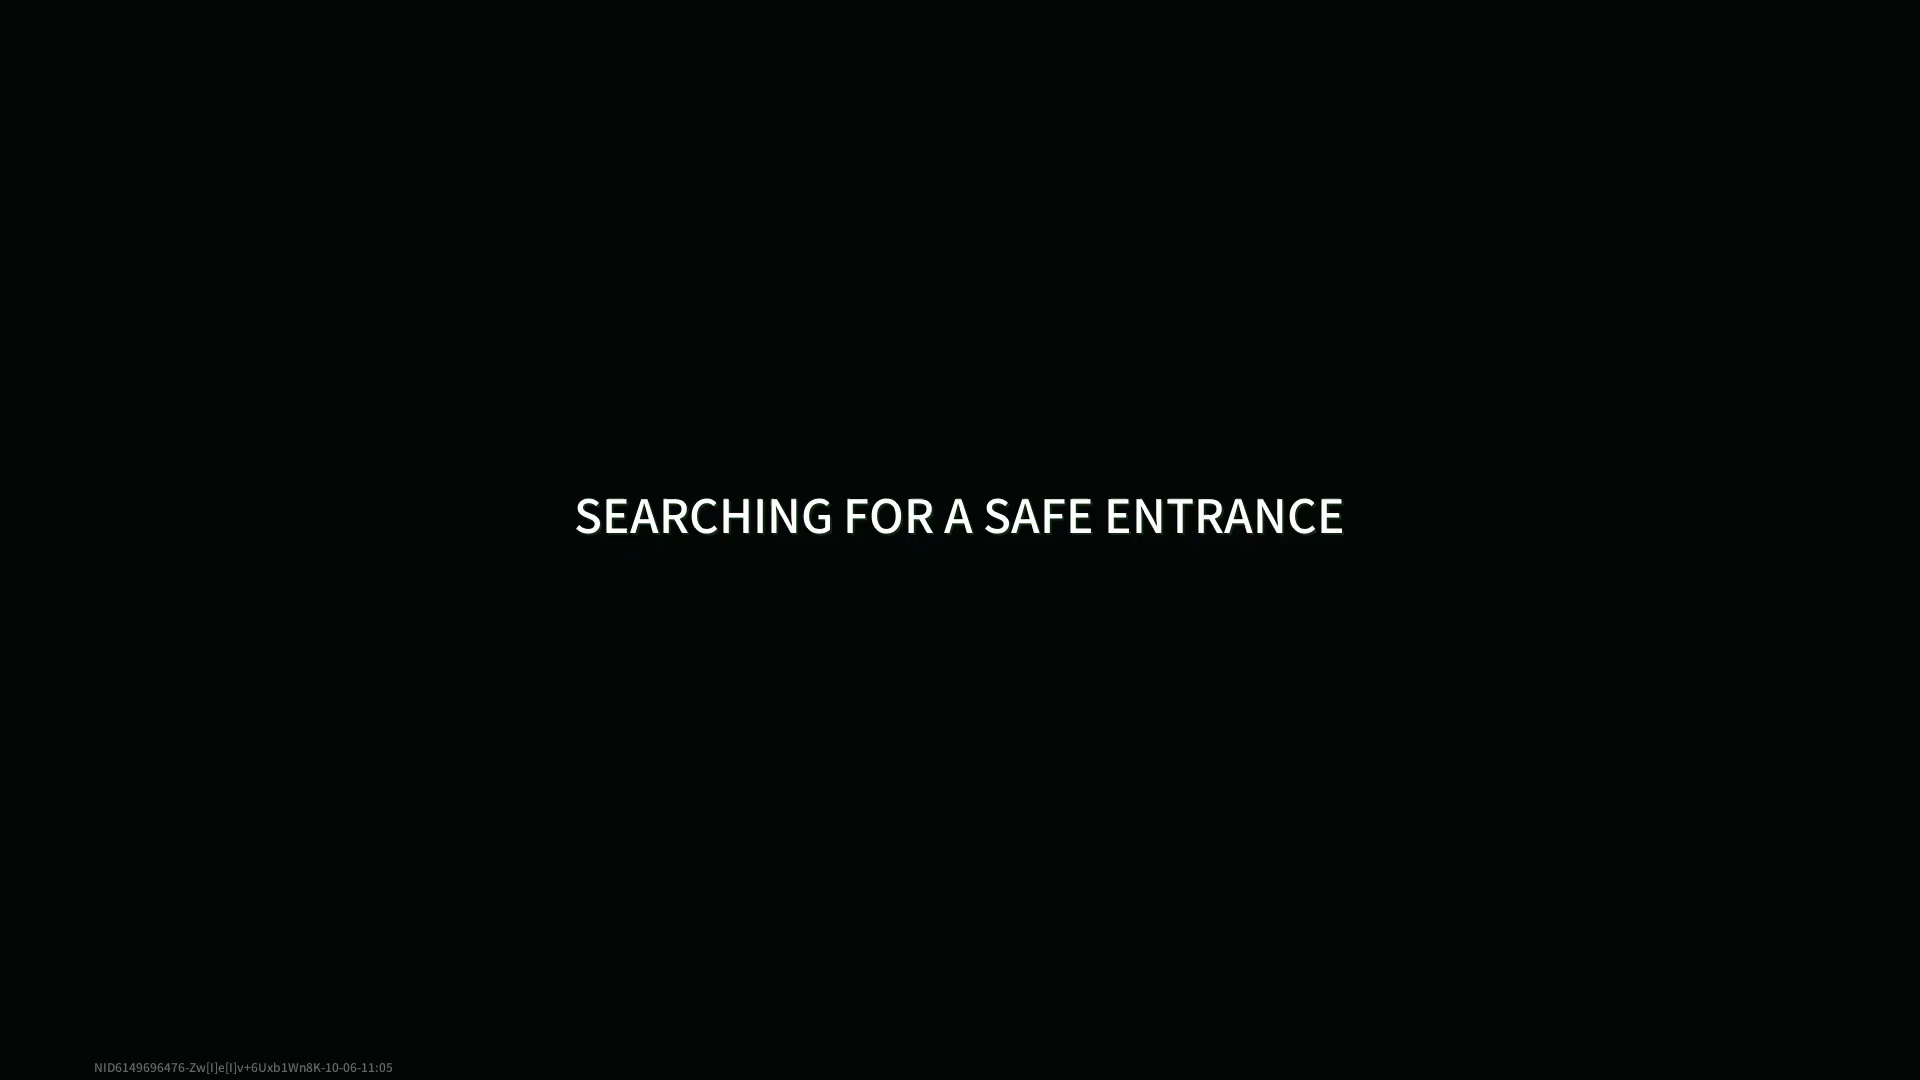 SEARCHING FOR A SAFE ENTRANCE
NID6149696476-Zw[I]e[I]v+6Uxb1Wn8K-10-06-11:05